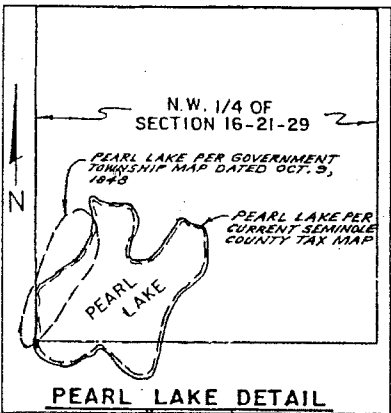 N.W. 1/4 OF
SECTION 16-21-29
PEARL LAKE PER GOVERNMENT
TOWNSHIP MAP DATED OCT. 9,
1848
N
PEARL LAKE PER
CURRENT SEMINOLE
COUNTY TAX MAP
PEARL
LAKE
PEARL LAKE DETAIL